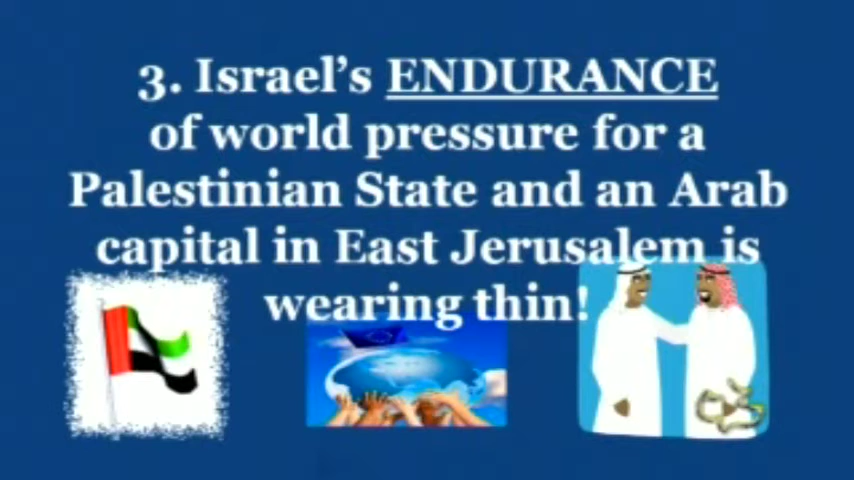 3. Israel's ENDURANCE
of world pressure for a
Palestinian State and an Arab
capital in East Jerusalem is
wearing thin!